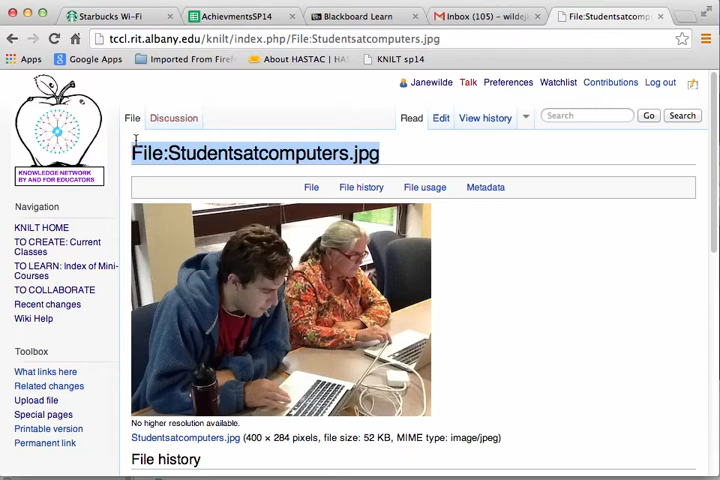 Starbucks Wi-Fi
AchievmentsSP14
Blackboard Learn
Inbox (105) – wildej
File:Studentsatcomp
tccl.rit.albany.edu/knilt/index.php/File:Studentsatcomputers.jpg
Apps
Google Apps
Imported From Firef
About HASTAC | HAS
KNILT sp14
Janewilde Talk Preferences Watchlist Contributions Log out
File Discussion Read Edit View history Search Go Search
File:Studentsatcomputers.jpg
File File history File usage Metadata
KNOWLEDGE NETWORK
BY AND FOR EDUCATORS
Navigation
KNILT HOME
TO CREATE: Current
Classes
TO LEARN: Index of Mini-
Courses
TO COLLABORATE
Recent changes
Wiki Help
Toolbox
What links here
Related changes
Upload file
Special pages
Printable version
Permanent link
No higher resolution available.
Studentsatcomputers.jpg (400 × 284 pixels, file size: 52 KB, MIME type: image/jpeg)
File history